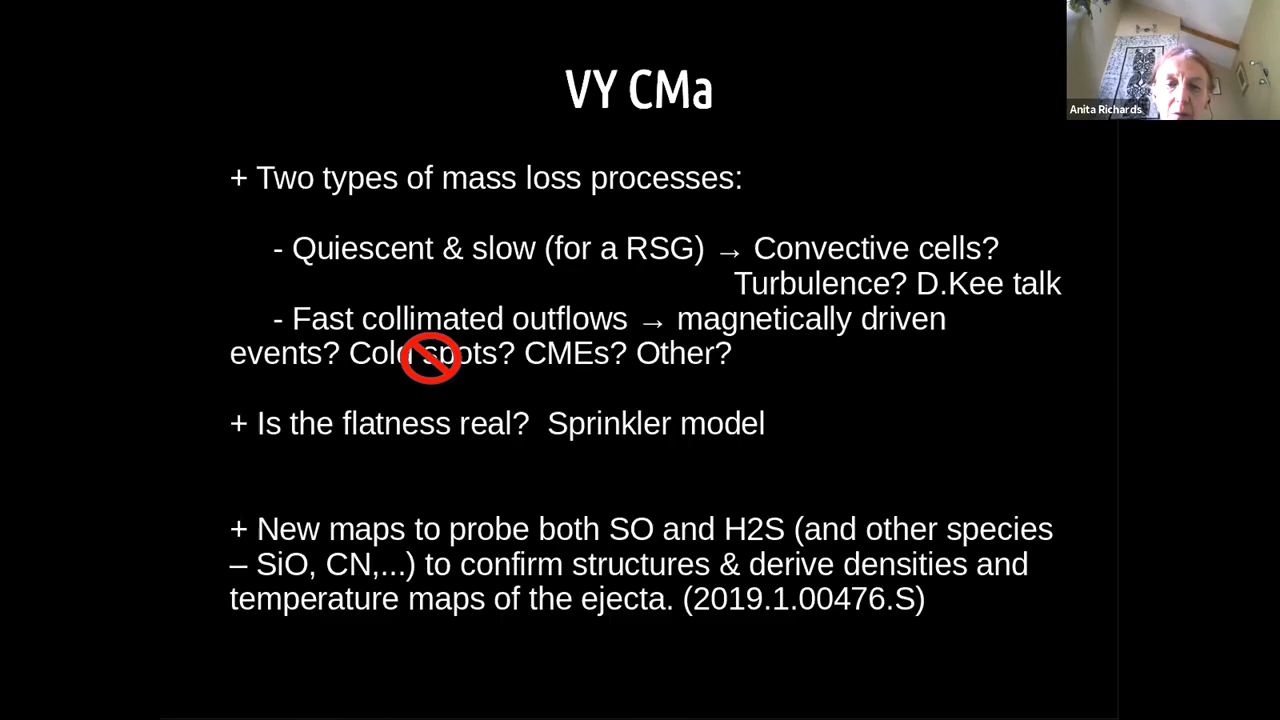 VY CMa
Anita Richards
+ Two types of mass loss processes:
- Quiescent & slow (for a RSG) → Convective cells?
Turbulence? D.Kee talk
- Fast collimated outflows → magnetically driven
events? Cold spots? CMEs? Other?
+ Is the flatness real? Sprinkler model
+ New maps to probe both SO and H2S (and other species
– SiO, CN,...) to confirm structures & derive densities and
temperature maps of the ejecta. (2019.1.00476.S)